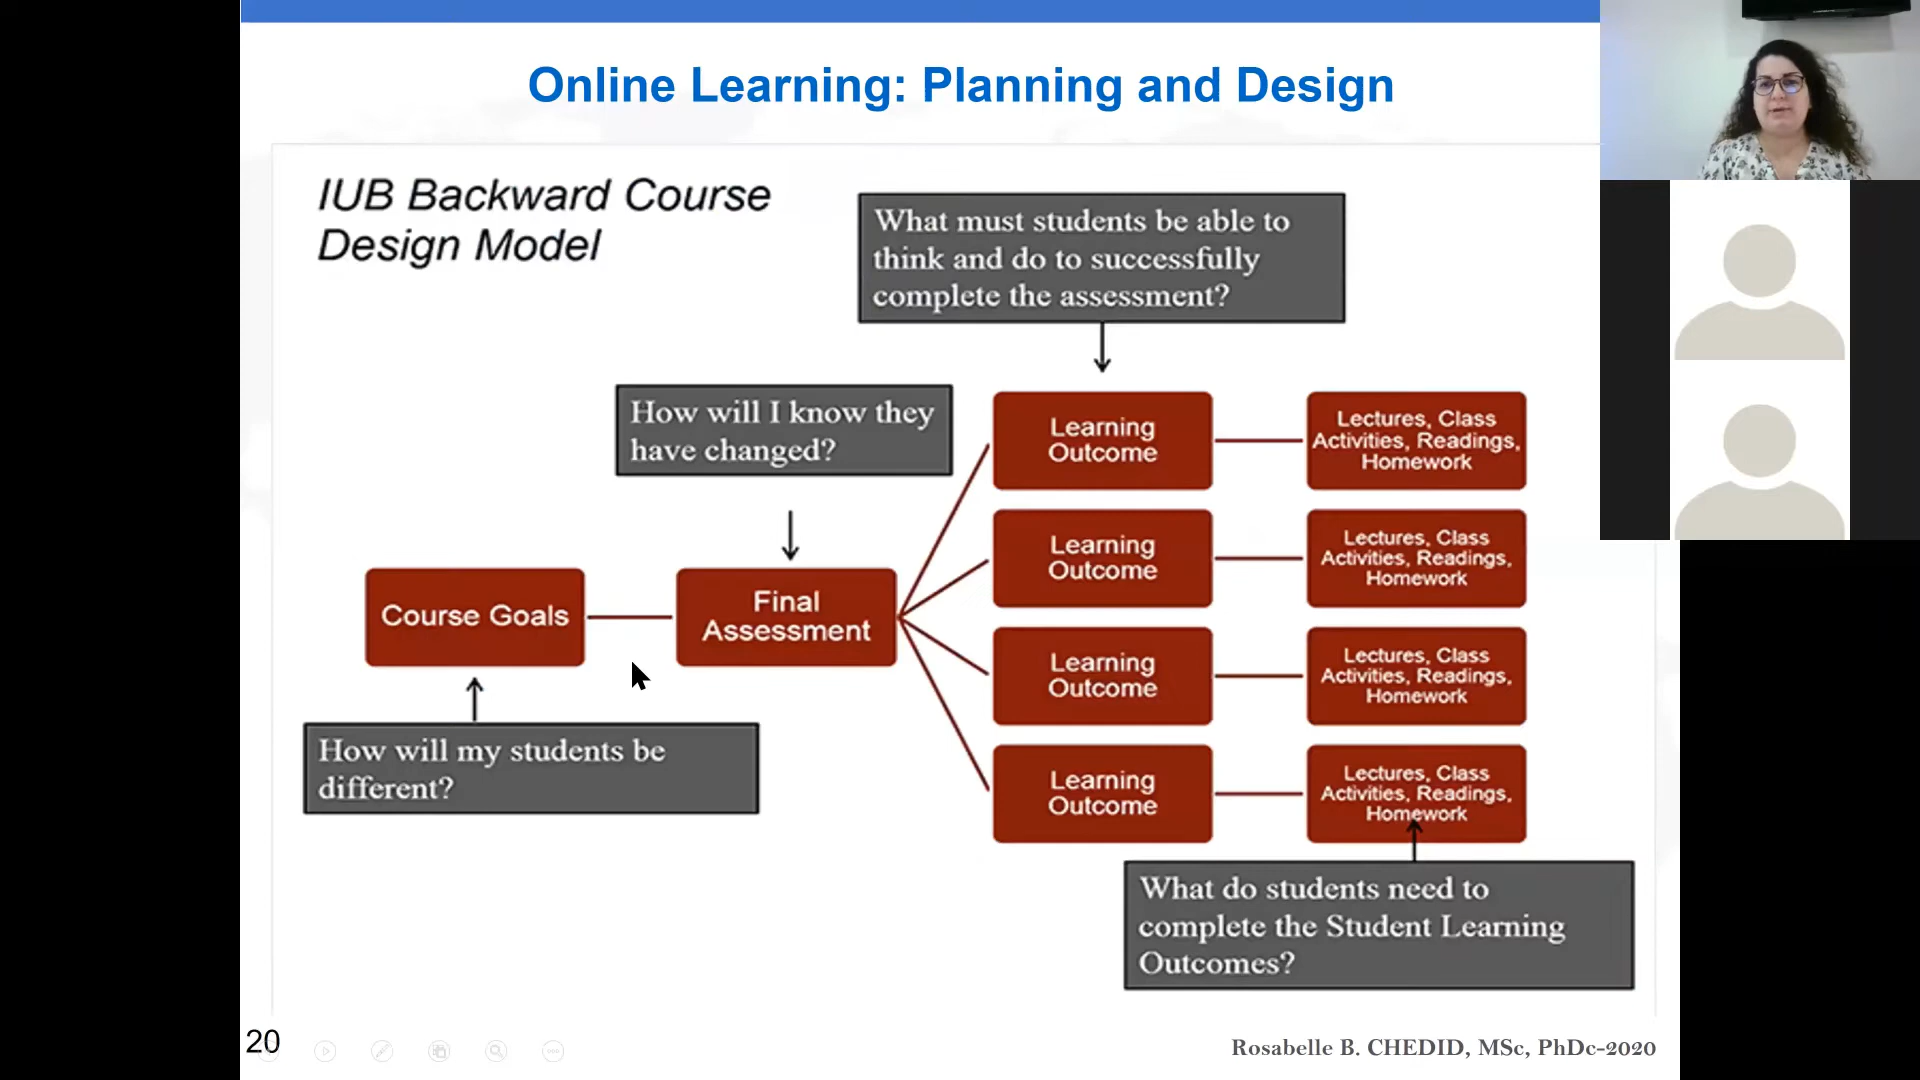 Online Learning: Planning and Design
IUB Backward Course
Design Model
What must students be able to
think and do to successfully
complete the assessment?
How will I know they
have changed?
Learning
Outcome
Lectures, Class
Activities, Readings,
Homework
Learning
Outcome
Lectures, Class
Activities, Readings,
Homework
Course Goals
Final
Assessment
Learning
Outcome
Lectures, Class
Activities, Readings,
Homework
How will my students be
different?
Learning
Outcome
Lectures, Class
Activities, Readings,
Homework
What do students need to
complete the Student Learning
Outcomes?
20
Rosabelle B. CHEDID, MSc, PhDc-2020